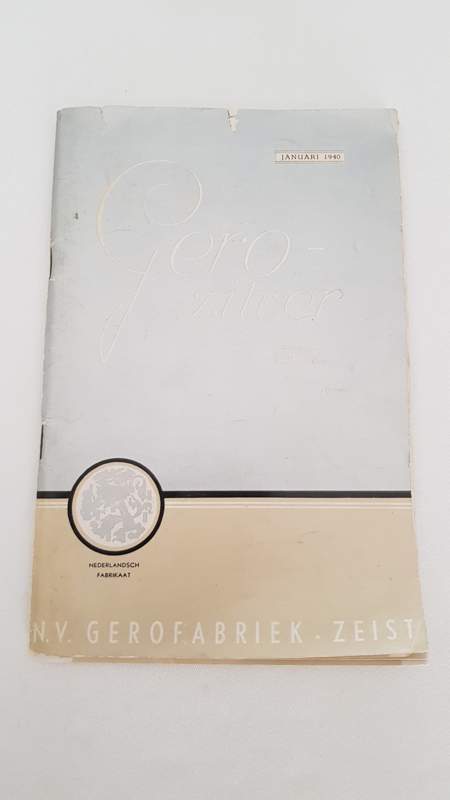 JANUARI 1940
Gero-
zilver
NEDERLANDSCH
FABRIKAAT
N.V. GEROFABRIEK - ZEIST